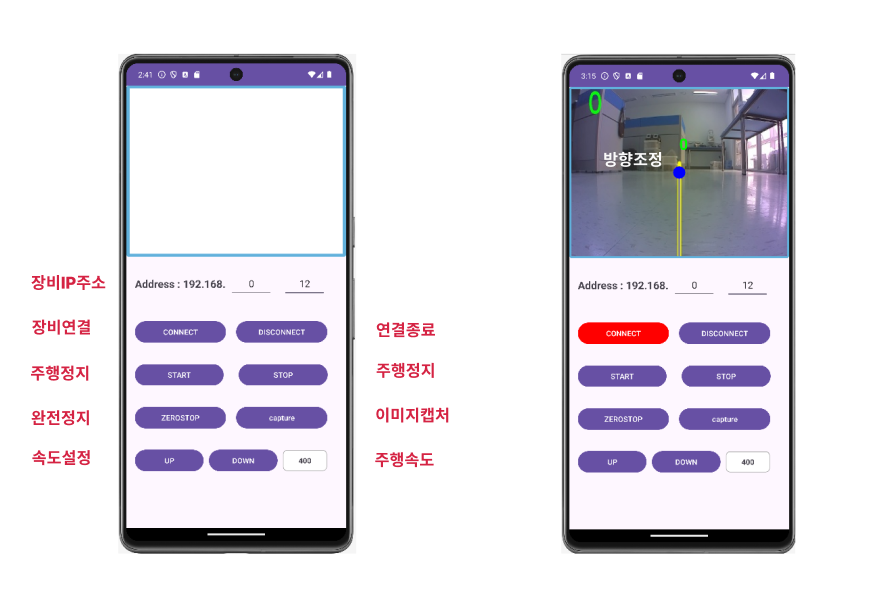 2:41
3:15
0
0
방향조정
장비IP주소
Address : 192.168. 0 12
Address : 192.168. 0 12
장비연결
CONNECT DISCONNECT
연결종료
CONNECT DISCONNECT
주행정지
START STOP
주행정지
START STOP
완전정지
ZEROSTOP capture
이미지캡처
ZEROSTOP capture
속도설정
UP DOWN 400
주행속도
UP DOWN 400